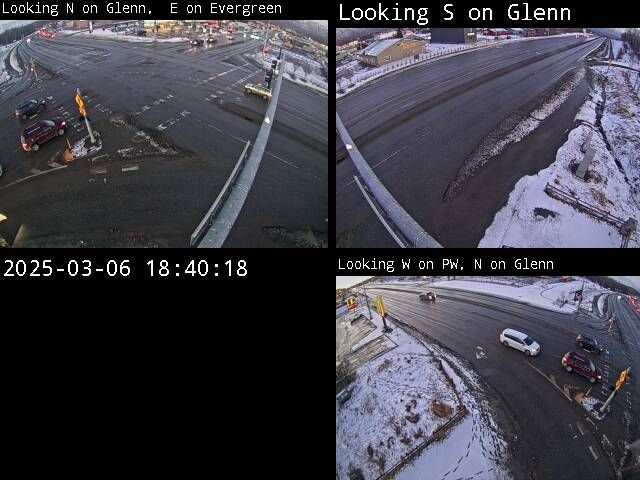 Looking N on Glenn, E on Evergreen
Looking S on Glenn
2025-03-06 18:40:18
Looking W on PW, N on Glenn